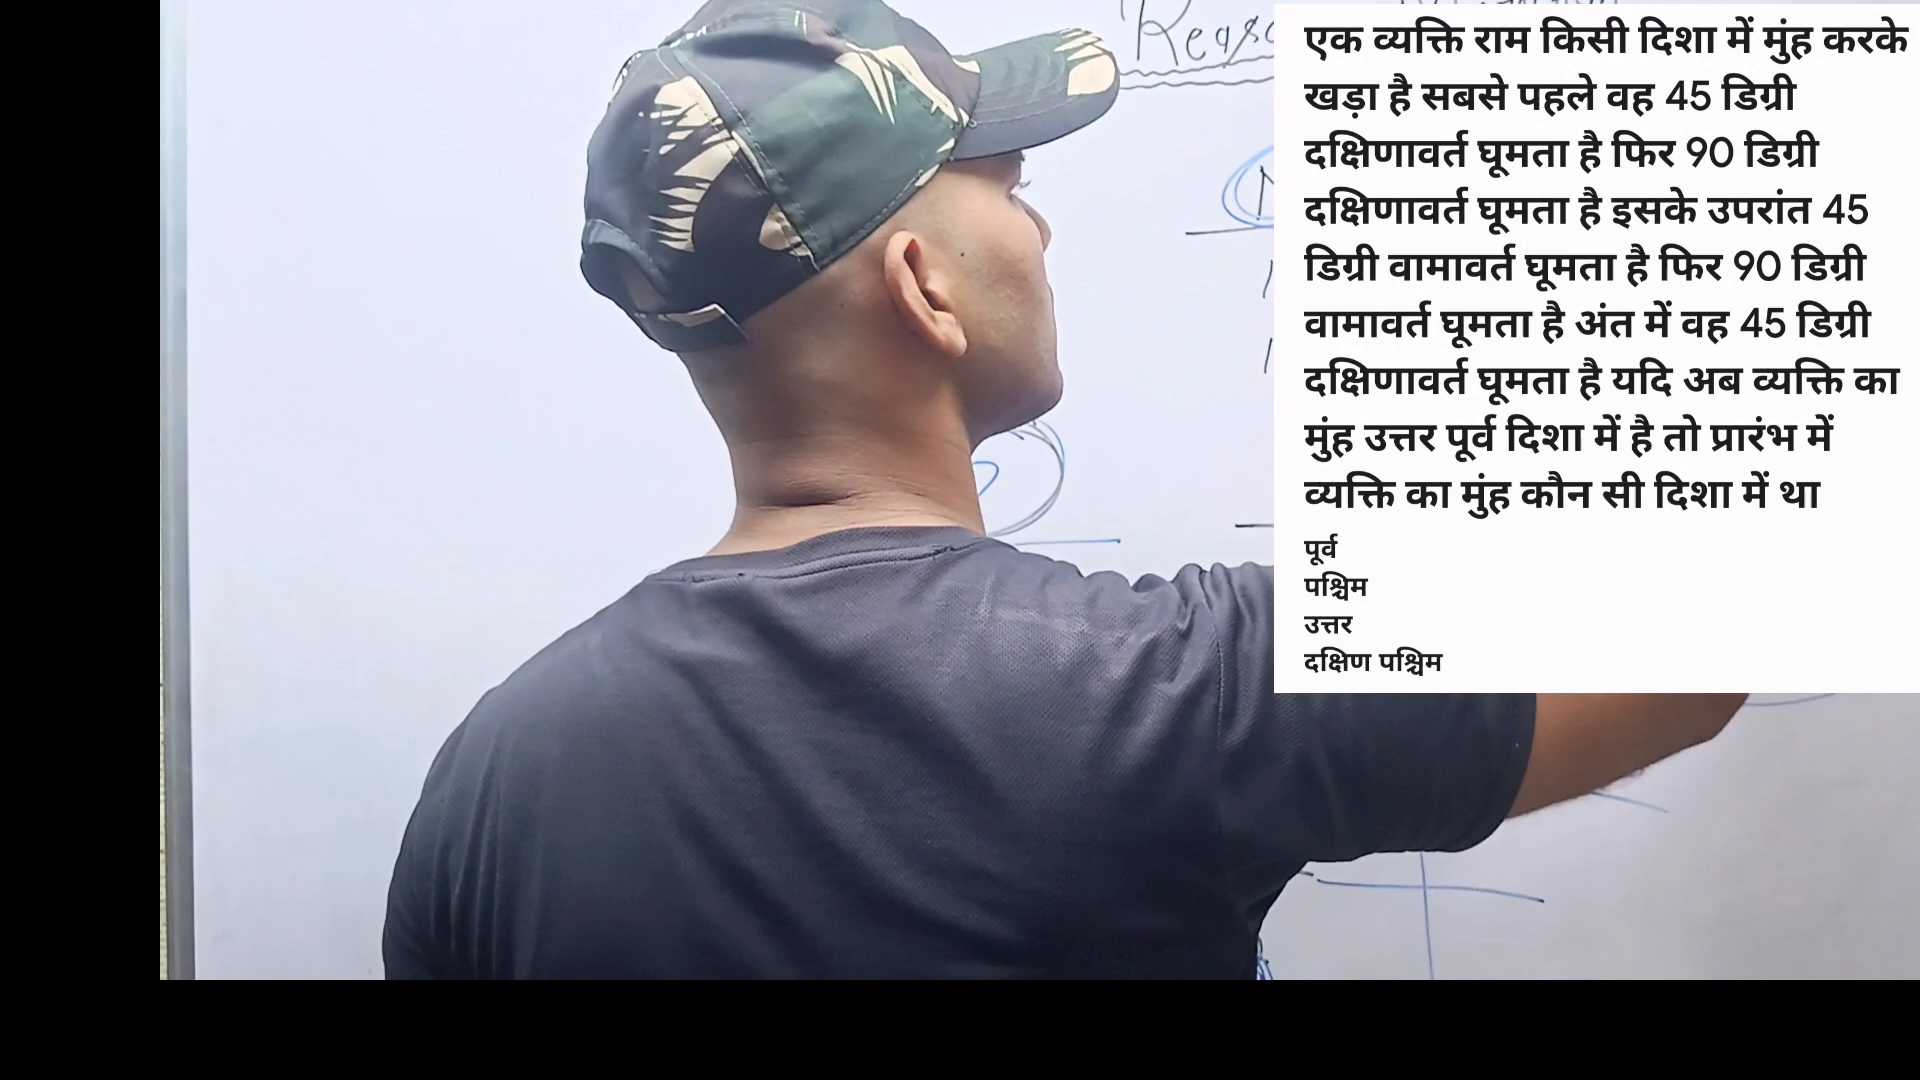 एक व्यक्ति राम किसी दिशा में मुंह करके
खड़ा है सबसे पहले वह 45 डिग्री
दक्षिणावर्त घूमता है फिर 90 डिग्री
दक्षिणावर्त घूमता है इसके उपरांत 45
डिग्री वामावर्त घूमता है फिर 90 डिग्री
वामावर्त घूमता है अंत में वह 45 डिग्री
दक्षिणावर्त घूमता है यदि अब व्यक्ति का
मुंह उत्तर पूर्व दिशा में है तो प्रारंभ में
व्यक्ति का मुंह कौन सी दिशा में था
पूर्व
पश्चिम
उत्तर
दक्षिण पश्चिम